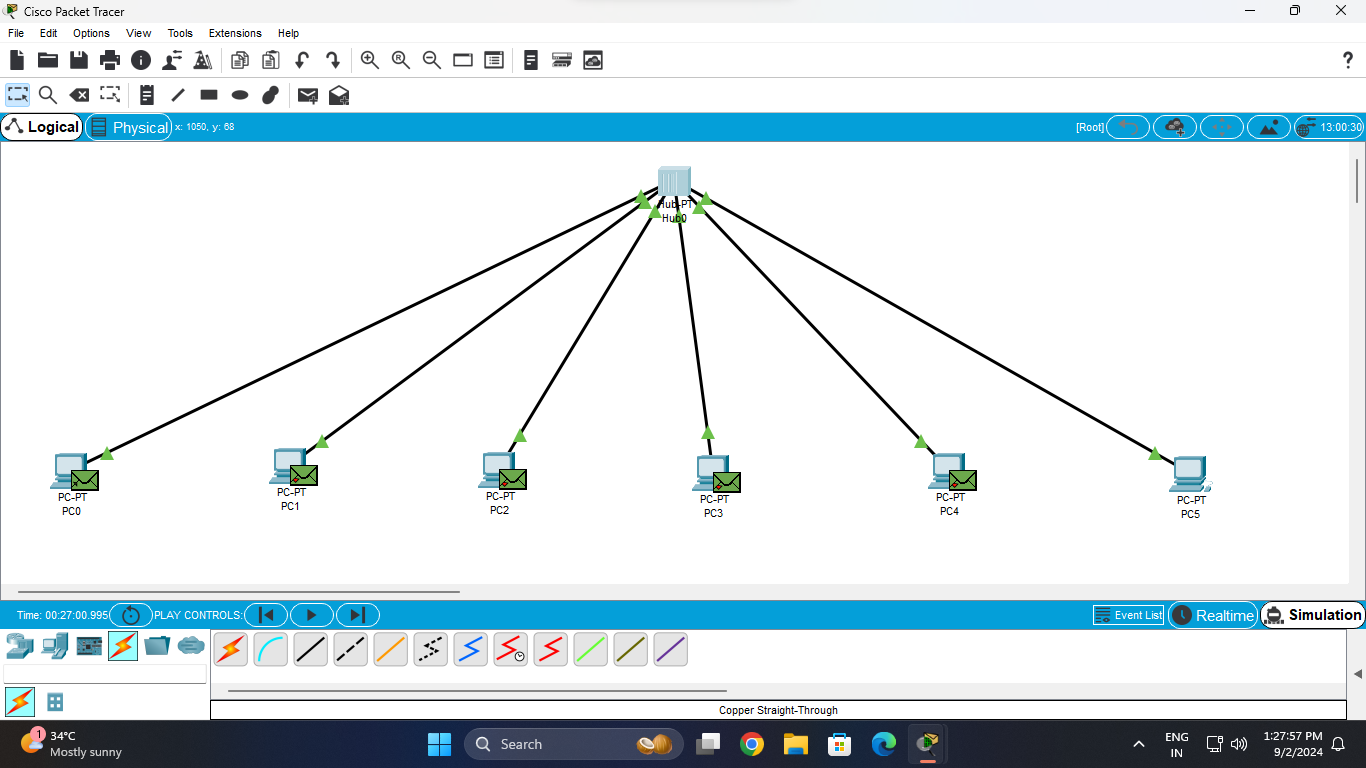 Cisco Packet Tracer
File Edit Options View Tools Extensions Help
Logical Physical x: 1050, y: 68 [Root] 13:00:30
Hub-PT
Hub0
PC-PT
PC0
PC-PT
PC1
PC-PT
PC2
PC-PT
PC3
PC-PT
PC4
PC-PT
PC5
Time: 00:27:00.995 PLAY CONTROLS: Event List Realtime Simulation
Copper Straight-Through
1
34°C
Mostly sunny
Search
ENG
IN
1:27:57 PM
9/2/2024